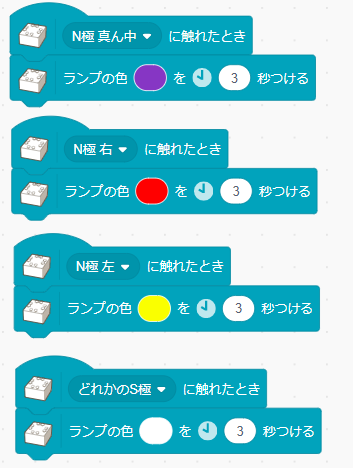 N極 真ん中 に触れたとき
ランプの色 を 3 秒つける
N極 右 に触れたとき
ランプの色 を 3 秒つける
N極 左 に触れたとき
ランプの色 を 3 秒つける
どれかのS極 に触れたとき
ランプの色 を 3 秒つける